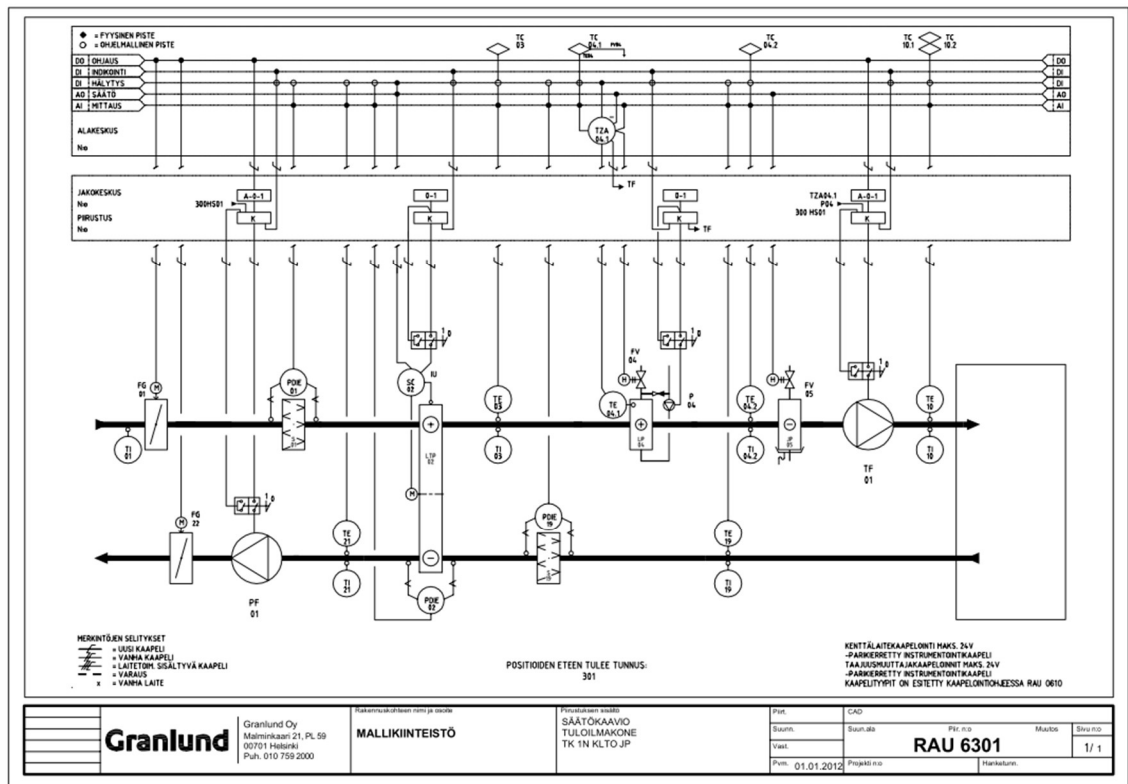 ◆ = FYYSINEN PISTE
○ = OHJELMALLINEN PISTE
TC 03
TC 04.1
TC 04.2
TC 10.1
TC 10.2
DO OHJAUS DO
DI INDIKOINTI DI
DI HÄLYTYS DI
AO SÄÄTÖ AO
AI MITTAUS AI
ALAKESKUS
No
TZA 04.1
TF
JAKOKESKUS
No
PIIRUSTUS
No
300HS01
A-0-1
K
0-1
K
0-1
K
TF
TZA04.1
P04
300 HS01
A-0-1
K
1 0
1 0
1 0
FG 01
M
PDIE 01
SC 02
IU
TE 03
FV 04
M
TE 04.1
P 04
TE 04.2
FV 05
M
TE 10
TI 01
S 01
+
LTP 02
TI 03
+
LP 04
TI 04.2
−
JP 05
TF 01
TI 10
M
1 0
FG 22
M
PF 01
TE 21
TI 21
−
PDIE 02
PDIE 19
TE 19
TI 19
MERKINTÖJEN SELITYKSET
= UUSI KAAPELI
= VANHA KAAPELI
= LAITETOIM. SISÄLTYVÄ KAAPELI
= VARAUS
x = VANHA LAITE
POSITIOIDEN ETEEN TULEE TUNNUS:
301
KENTTÄLAITEKAAPELOINTI MAKS. 24V
-PARIKIERRETTY INSTRUMENTOINTIKAAPELI
TAAJUUSMUUTTAJAKAAPELOINNIT MAKS. 24V
-PARIKIERRETTY INSTRUMENTOINTIKAAPELI
KAAPELITYYPIT ON ESITETTY KAAPELOINTIOHJEESSA RAU 0610
Granlund
Granlund Oy
Malminkaari 21, PL 59
00701 Helsinki
Puh. 010 759 2000
Rakennuskohteen nimi ja osoite
MALLIKIINTEISTÖ
Piirustuksen sisältö
SÄÄTÖKAAVIO
TULOILMAKONE
TK 1N KLTO JP
Piirt.
CAD
Suunn.
Suun.ala
Piir. n:o
Muutos
Sivu n:o
Vast.
RAU 6301
1/ 1
Pvm. 01.01.2012
Projekti n:o
Hanketunn.